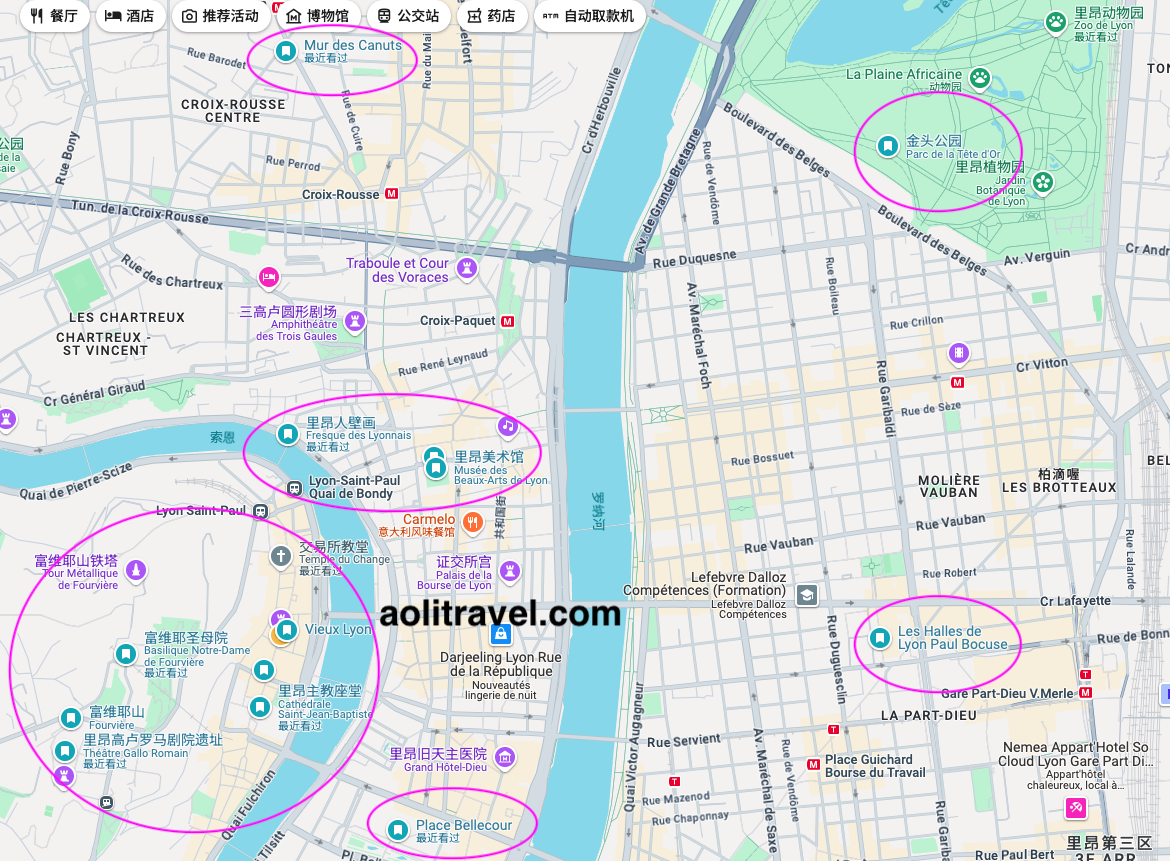 餐厅
酒店
推荐活动
博物馆
公交站
药店
ATM 自动取款机
Mur des Canuts
最近看过
Rue Barodet
Rue du Mail
Belfort
里昂动物园
Zoo de Lyon
最近看过
La Plaine Africaine
动物园
CROIX-ROUSSE
CENTRE
Rue de Cuire
Cr d'Herbouville
Boulevard des Belges
金头公园
Parc de la Tête d'Or
里昂植物园
Jardin
Botanique
de Lyon
公园
de la
Rue Bony
Rue Perrod
Croix-Rousse
M
Av. de Grande Bretagne
Rue de Vendôme
Tun. de la Croix-Rousse
Boulevard des Belges
Rue Duquesne
Av. Verguin
Cr Andr
Rue des Chartreux
Traboule et Cour
des Voraces
Rue Boileau
LES CHARTREUX
CHARTREUX -
ST VINCENT
三高卢圆形剧场
Amphithéâtre
des Trois Gaules
Croix-Paquet
M
Av. Maréchal Foch
Rue Crillon
Rue René Leynaud
Cr Vitton
M
Rue Garibaldi
Cr Général Giraud
Rue de Sèze
索恩
里昂人壁画
Fresque des Lyonnais
最近看过
里昂美术馆
Musée des
Beaux-Arts de Lyon
Rue Bossuet
BEL
Quai de Pierre-Scize
Lyon-Saint-Paul
Quai de Bondy
MOLIÈRE
VAUBAN
柏滴喔
LES BROTTEAUX
Lyon Saint-Paul
Carmelo
意大利风味餐馆
共和国街
罗纳河
Rue Vauban
Rue Vauban
Rue Lalande
富维耶山铁塔
Tour Métallique
de Fourvière
交易所教堂
Temple du Change
最近看过
证交所宫
Palais de la
Bourse de Lyon
Rue Robert
Lefebvre Dalloz
Compétences (Formation)
Lefebvre Dalloz
Compétences
Cr Lafayette
aolitravel.com
Vieux Lyon
富维耶圣母院
Basilique Notre-Dame
de Fourvière
最近看过
Darjeeling Lyon Rue
de la République
Nouveautés
lingerie de nuit
Rue Duguesclin
Les Halles de
Lyon Paul Bocuse
Rue de Bonn
T
Gare Part-Dieu V.Merle
M
里昂主教座堂
Cathédrale
Saint-Jean-Baptiste
最近看过
富维耶山
Fourvière
里昂高卢罗马剧院遗址
Théâtre Gallo Romain
最近看过
LA PART-DIEU
T
Quai Victor Augagneur
Rue Servient
Av. Maréchal de Saxe
Rue de Vendôme
里昂旧天主医院
Grand Hôtel-Dieu
M
Place Guichard
Bourse du Travail
Nemea Appart'Hotel So
Cloud Lyon Gare Part Di...
Appart'hôtel
chaleureux, local à...
T
Rue Mazenod
Rue Chaponnay
Quai Fulchiron
Tilsitt
Place Bellecour
最近看过
里昂第三区
3E ARR
Rue Paul Bert